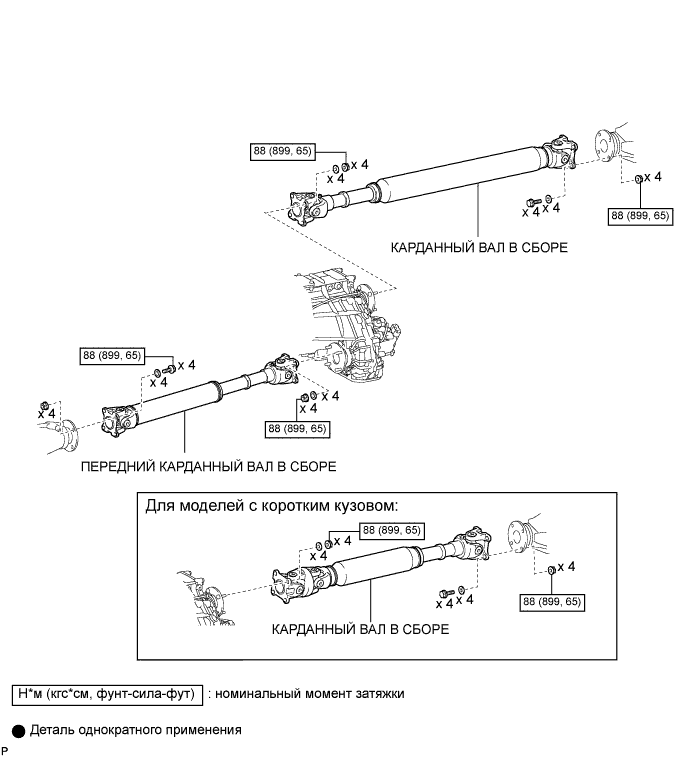 88 (899, 65)
x 4
x 4
x 4
x 4
x 4
88 (899, 65)
КАРДАННЫЙ ВАЛ В СБОРЕ
88 (899, 65)
x 4
x 4
x 4
x 4
x 4
88 (899, 65)
ПЕРЕДНИЙ КАРДАННЫЙ ВАЛ В СБОРЕ
Для моделей с коротким кузовом:
88 (899, 65)
x 4
x 4
x 4
x 4
x 4
88 (899, 65)
КАРДАННЫЙ ВАЛ В СБОРЕ
Н*м (кгс*см, фунт-сила-фут) : номинальный момент затяжки
Деталь однократного применения
P